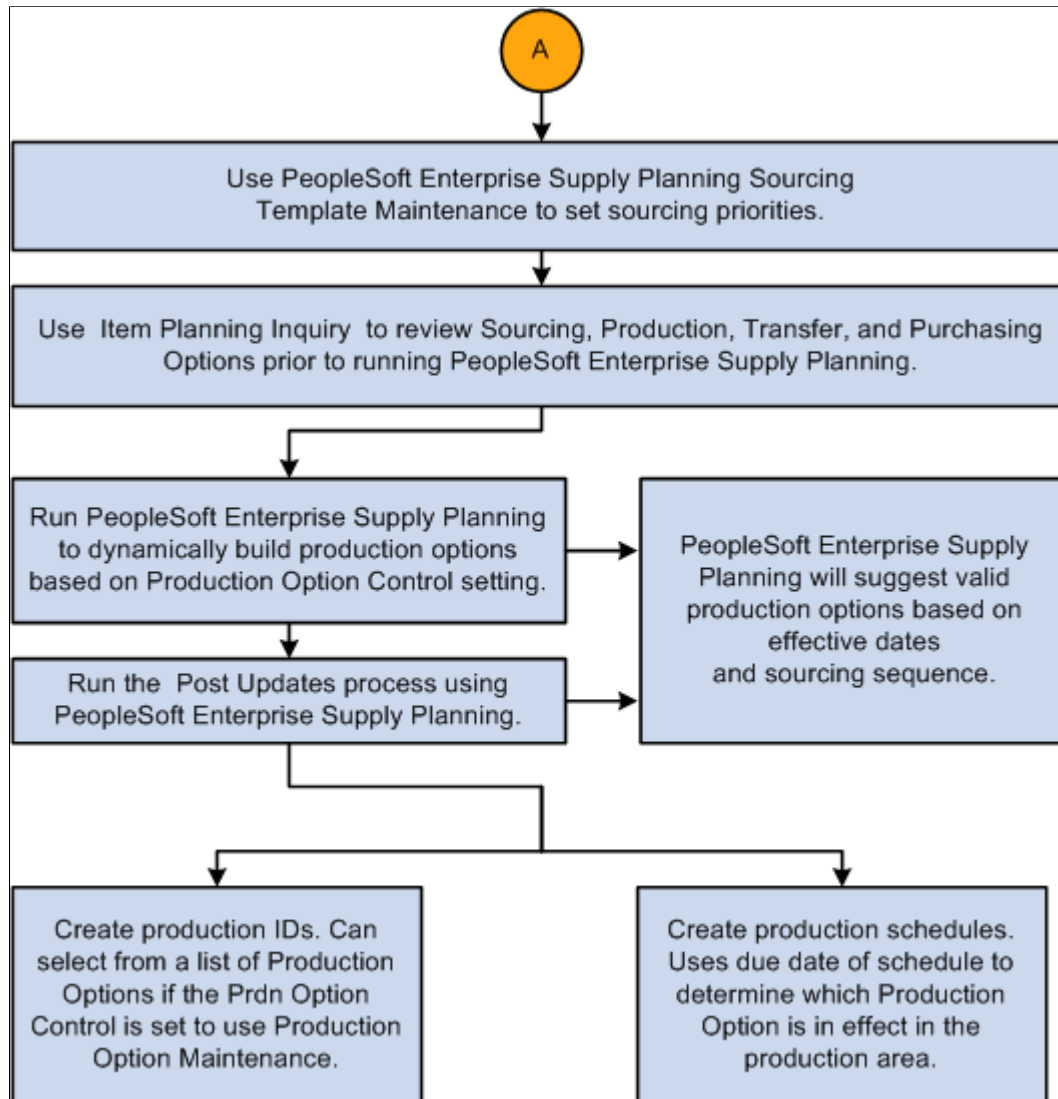 A
Use PeopleSoft Enterprise Supply Planning Sourcing
Template Maintenance to set sourcing priorities.
Use Item Planning Inquiry to review Sourcing, Production, Transfer, and Purchasing
Options prior to running PeopleSoft Enterprise Supply Planning.
Run PeopleSoft Enterprise Supply Planning
to dynamically build production options
based on Production Option Control setting.
PeopleSoft Enterprise Supply
Planning will suggest valid
production options based on
effective dates
and sourcing sequence.
Run the Post Updates process using
PeopleSoft Enterprise Supply Planning.
Create production IDs. Can
select from a list of Production
Options if the Prdn Option
Control is set to use Production
Option Maintenance.
Create production schedules.
Uses due date of schedule to
determine which Production
Option is in effect in the
production area.